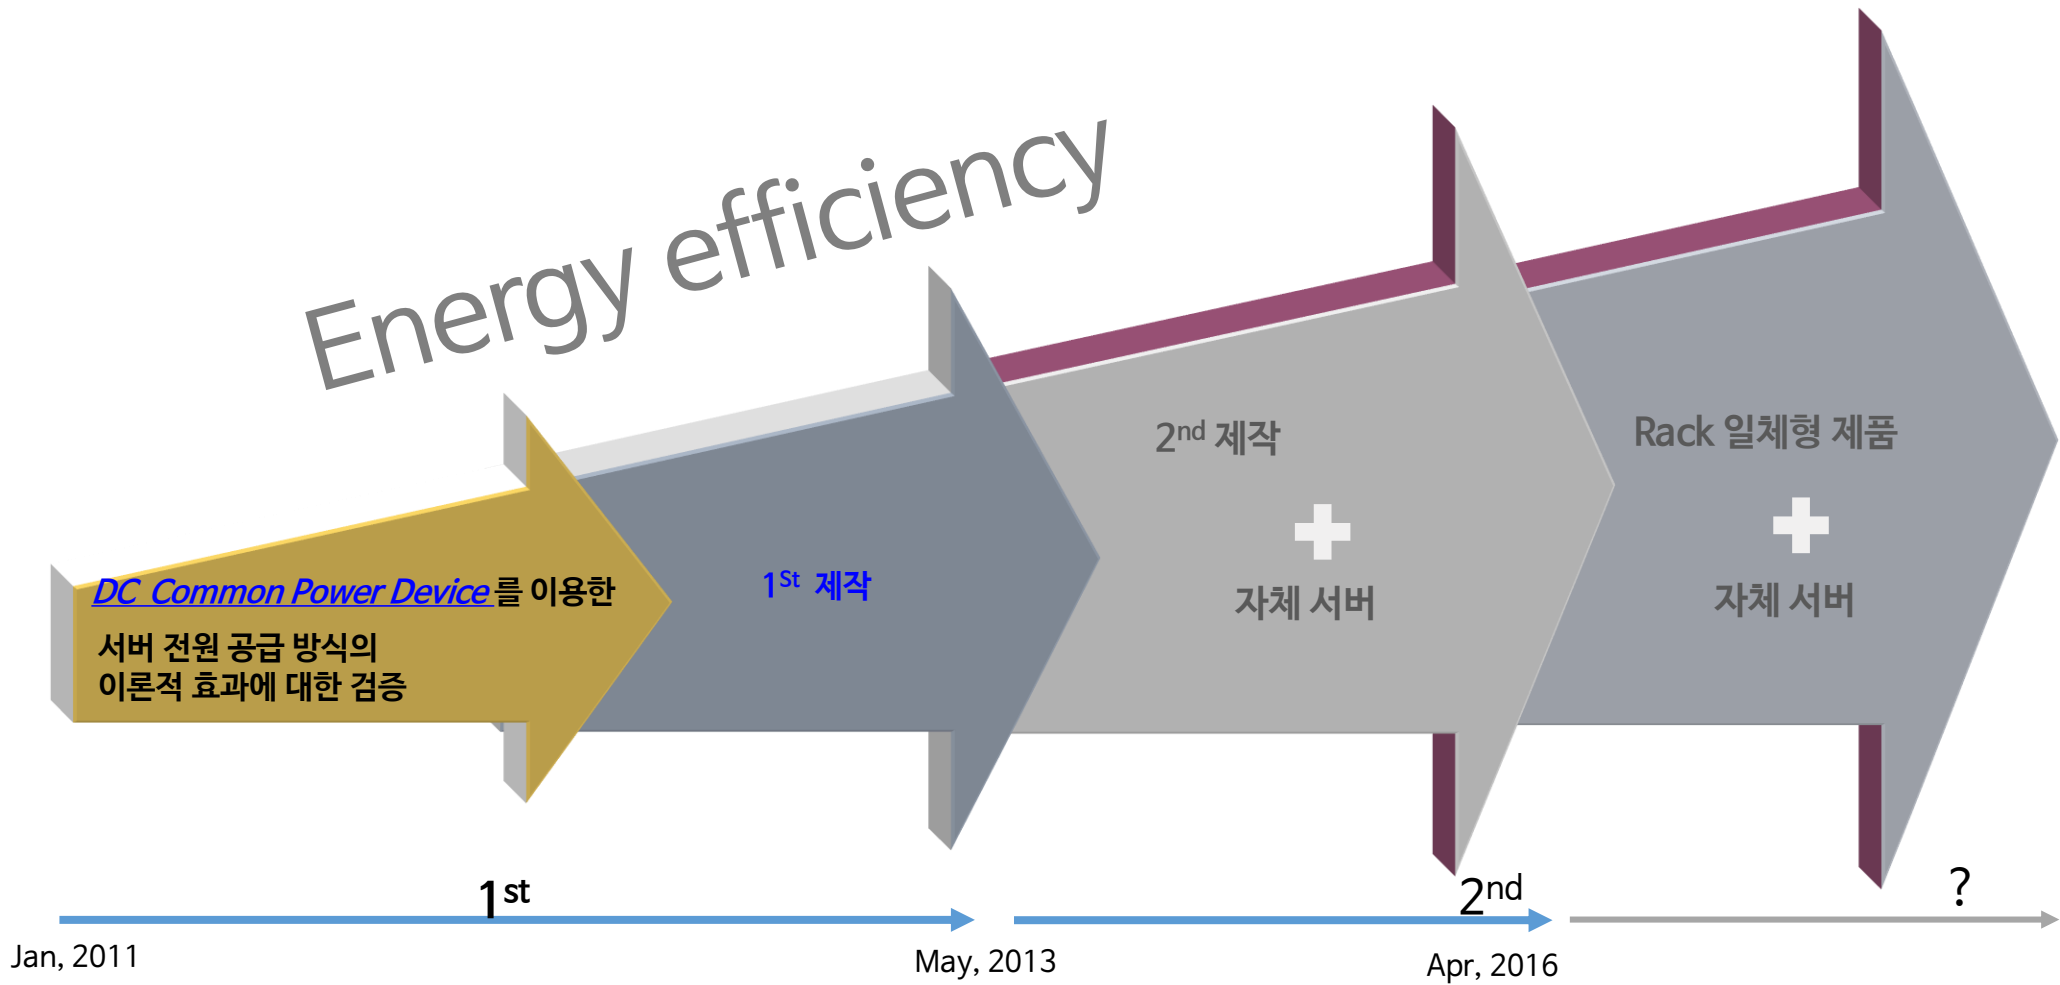 Energy efficiency
DC Common Power Device를 이용한
서버 전원 공급 방식의
이론적 효과에 대한 검증
1St 제작
2nd 제작
자체 서버
Rack 일체형 제품
자체 서버
1st
2nd
?
Jan, 2011
May, 2013
Apr, 2016